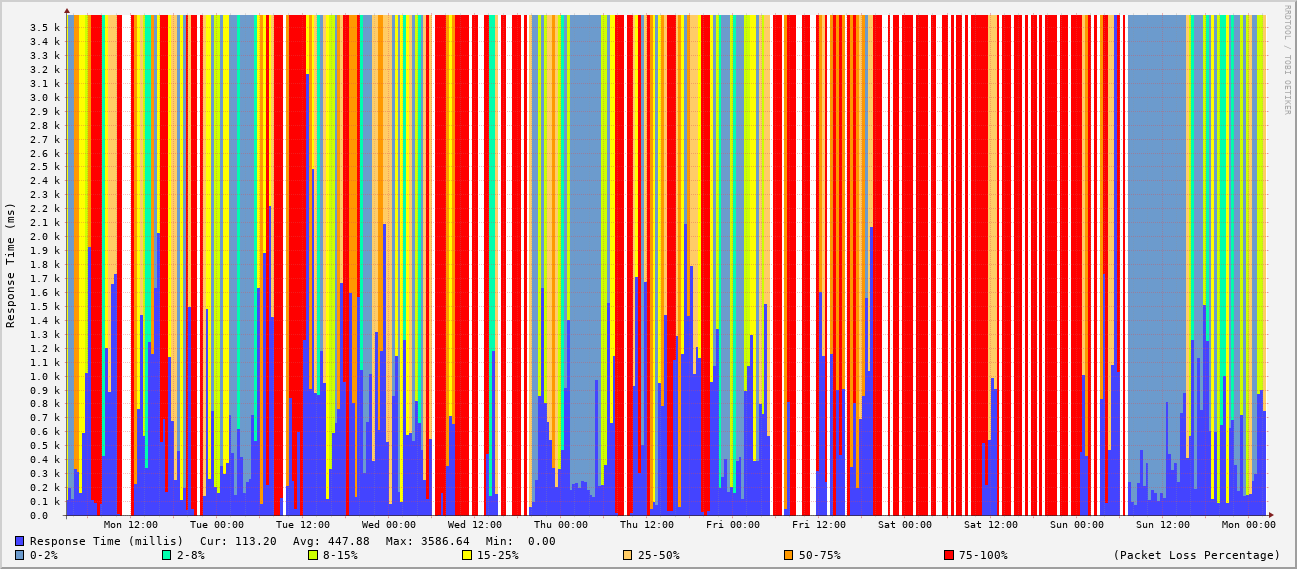 RRDTOOL / TOBI OETIKER
Response Time (ms)
3.5 k
3.4 k
3.3 k
3.2 k
3.1 k
3.0 k
2.9 k
2.8 k
2.7 k
2.6 k
2.5 k
2.4 k
2.3 k
2.2 k
2.1 k
2.0 k
1.9 k
1.8 k
1.7 k
1.6 k
1.5 k
1.4 k
1.3 k
1.2 k
1.1 k
1.0 k
0.9 k
0.8 k
0.7 k
0.6 k
0.5 k
0.4 k
0.3 k
0.2 k
0.1 k
0.0
Mon 12:00 Tue 00:00 Tue 12:00 Wed 00:00 Wed 12:00 Thu 00:00 Thu 12:00 Fri 00:00 Fri 12:00 Sat 00:00 Sat 12:00 Sun 00:00 Sun 12:00 Mon 00:00
Response Time (millis) Cur: 113.20 Avg: 447.88 Max: 3586.64 Min: 0.00
0-2% 2-8% 8-15% 15-25% 25-50% 50-75% 75-100% (Packet Loss Percentage)